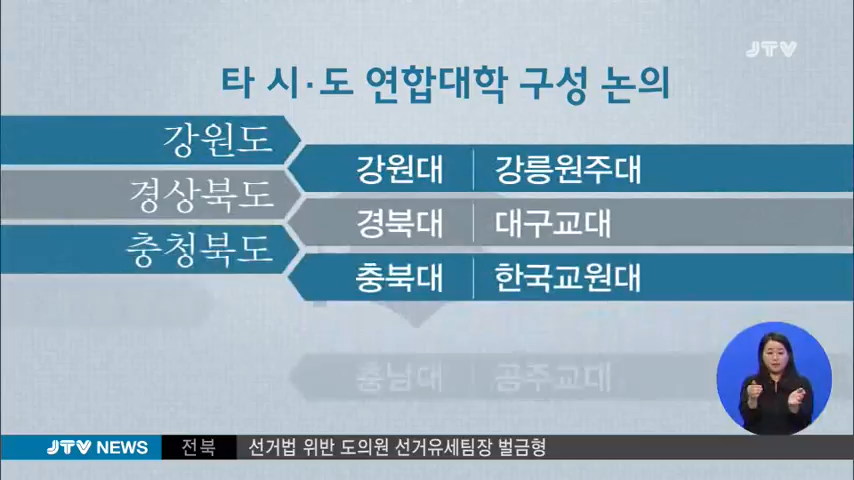 JTV
타 시·도 연합대학 구성 논의
강원도
강원대 강릉원주대
경상북도
경북대 대구교대
충청북도
충북대 한국교원대
충남대 공주교대
JTV NEWS 전북 선거법 위반 도의원 선거유세팀장 벌금형